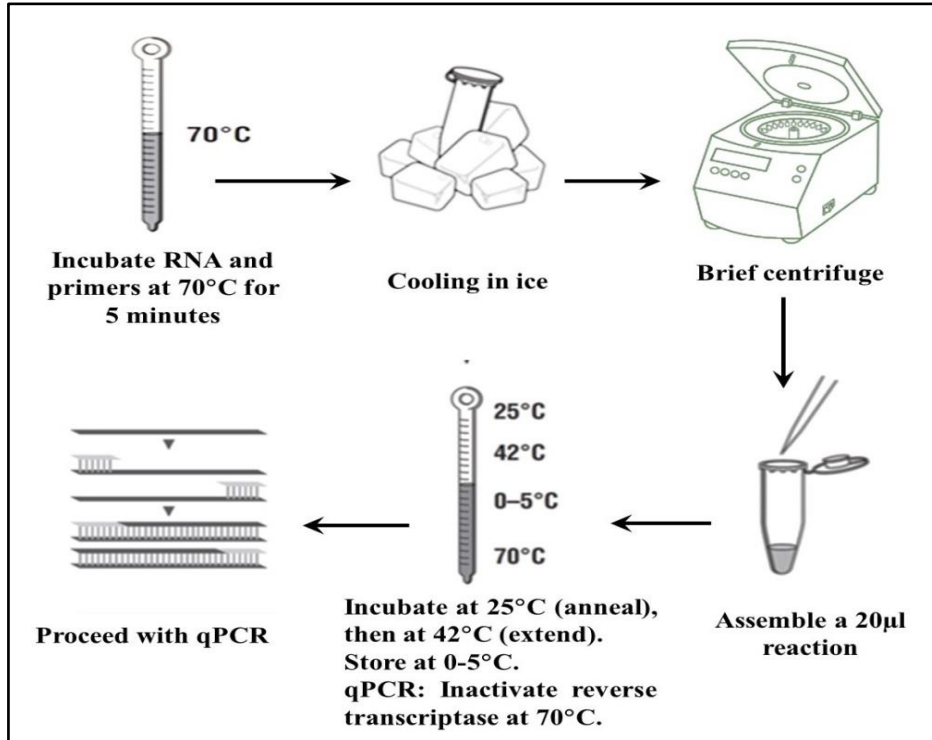 70°C
Incubate RNA and
primers at 70°C for
5 minutes
Cooling in ice
Brief centrifuge
Assemble a 20µl
reaction
25°C
42°C
0–5°C
70°C
Incubate at 25°C (anneal),
then at 42°C (extend).
Store at 0-5°C.
qPCR: Inactivate reverse
transcriptase at 70°C.
Proceed with qPCR